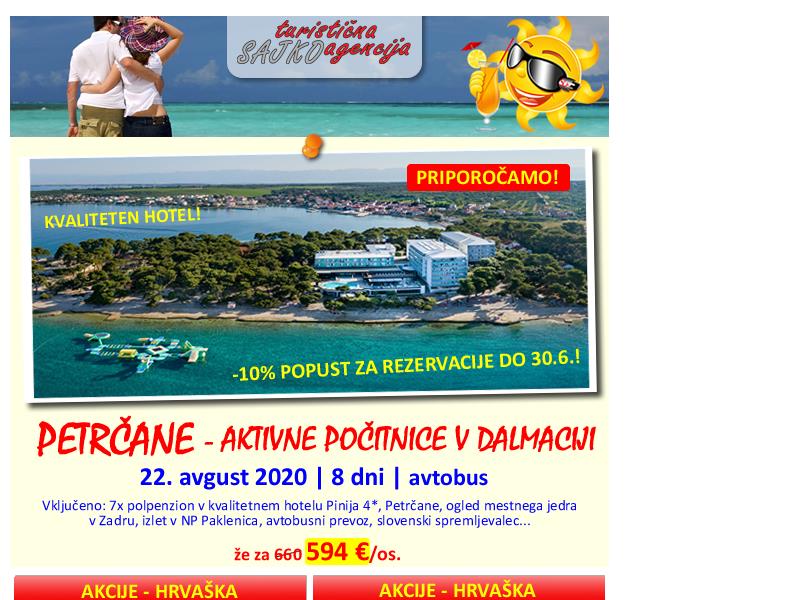 turistična
SAJKO agencija
PRIPOROČAMO!
KVALITETEN HOTEL!
-10% POPUST ZA REZERVACIJE DO 30.6.!
PETRČANE - AKTIVNE POČITNICE V DALMACIJI
22. avgust 2020 | 8 dni | avtobus
Vključeno: 7x polpenzion v kvalitetnem hotelu Pinija 4*, Petrčane, ogled mestnega jedra
v Zadru, izlet v NP Paklenica, avtobusni prevoz, slovenski spremljevalec...
že za 660 594 €/os.
AKCIJE - HRVAŠKA
AKCIJE - HRVAŠKA